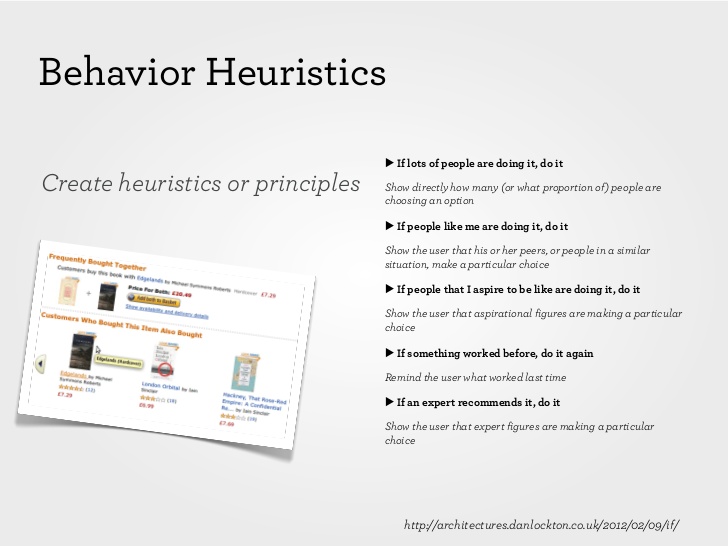 Behavior Heuristics
Create heuristics or principles
▶ If lots of people are doing it, do it
Show directly how many (or what proportion of) people are
choosing an option
▶ If people like me are doing it, do it
Show the user that his or her peers, or people in a similar
situation, make a particular choice
▶ If people that I aspire to be like are doing it, do it
Show the user that aspirational figures are making a particular
choice
▶ If something worked before, do it again
Remind the user what worked last time
▶ If an expert recommends it, do it
Show the user that expert figures are making a particular
choice
Frequently Bought Together
Customers buy this book with Edgelands by Michael Symmons Roberts Hardcover £7.29
+
Price For Both: £20.49
Add both to Basket
Show availability and delivery details
Customers Who Bought This Item Also Bought
Edgelands (Hardcover)
Edgelands by Michael
Symmons Roberts
(12)
£7.29
London Orbital by Iain
Sinclair
(18)
£6.99
Hackney, That Rose-Red
Empire: A Confidential
Re... by Iain Sinclair
(10)
£7.69
http://architectures.danlockton.co.uk/2012/02/09/if/